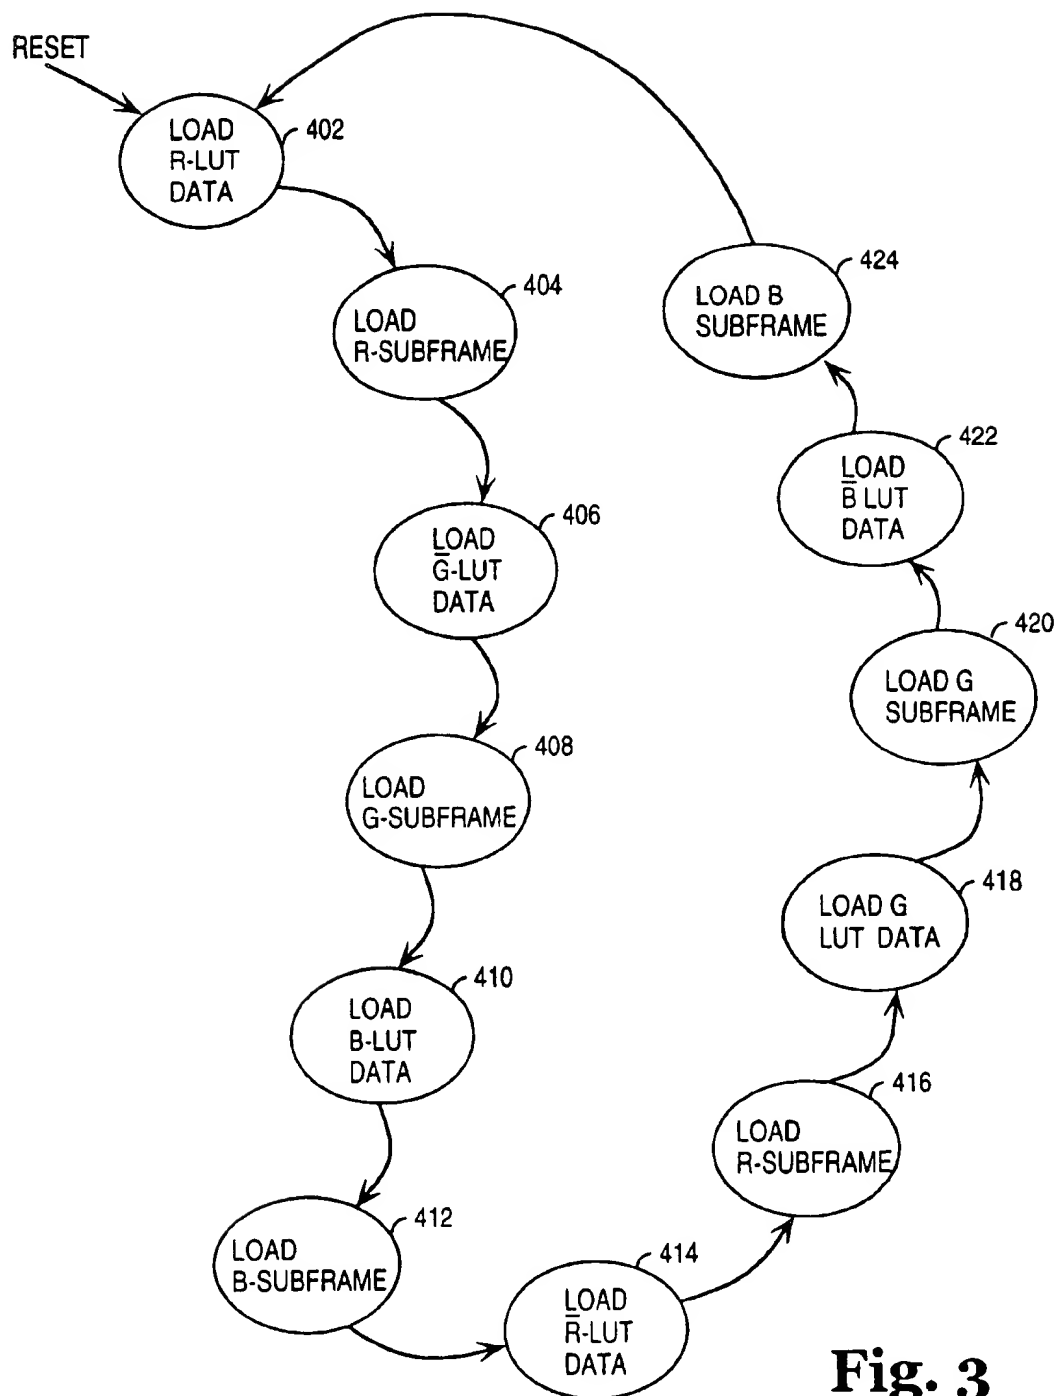 RESET
LOAD
R-LUT
DATA
402
LOAD
R-SUBFRAME
404
LOAD
G̅-LUT
DATA
406
LOAD
G-SUBFRAME
408
LOAD
B-LUT
DATA
410
LOAD
B-SUBFRAME
412
LOAD
R̅-LUT
DATA
414
LOAD
R-SUBFRAME
416
LOAD G
LUT DATA
418
LOAD G
SUBFRAME
420
LOAD
B̅ LUT
DATA
422
LOAD B
SUBFRAME
424
Fig. 3